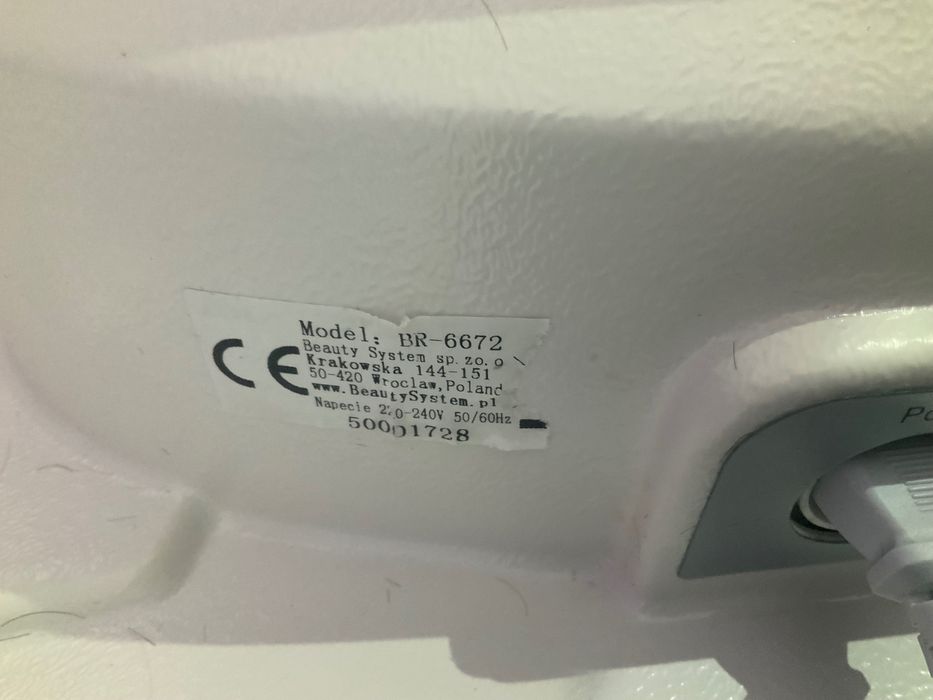 CE
Model: BR-6672
Beauty System sp. zo. o
Krakowska 144-151
50-420 Wroclaw, Poland
www.BeautySystem.pl
Napecie 220-240V 50/60Hz
50001728